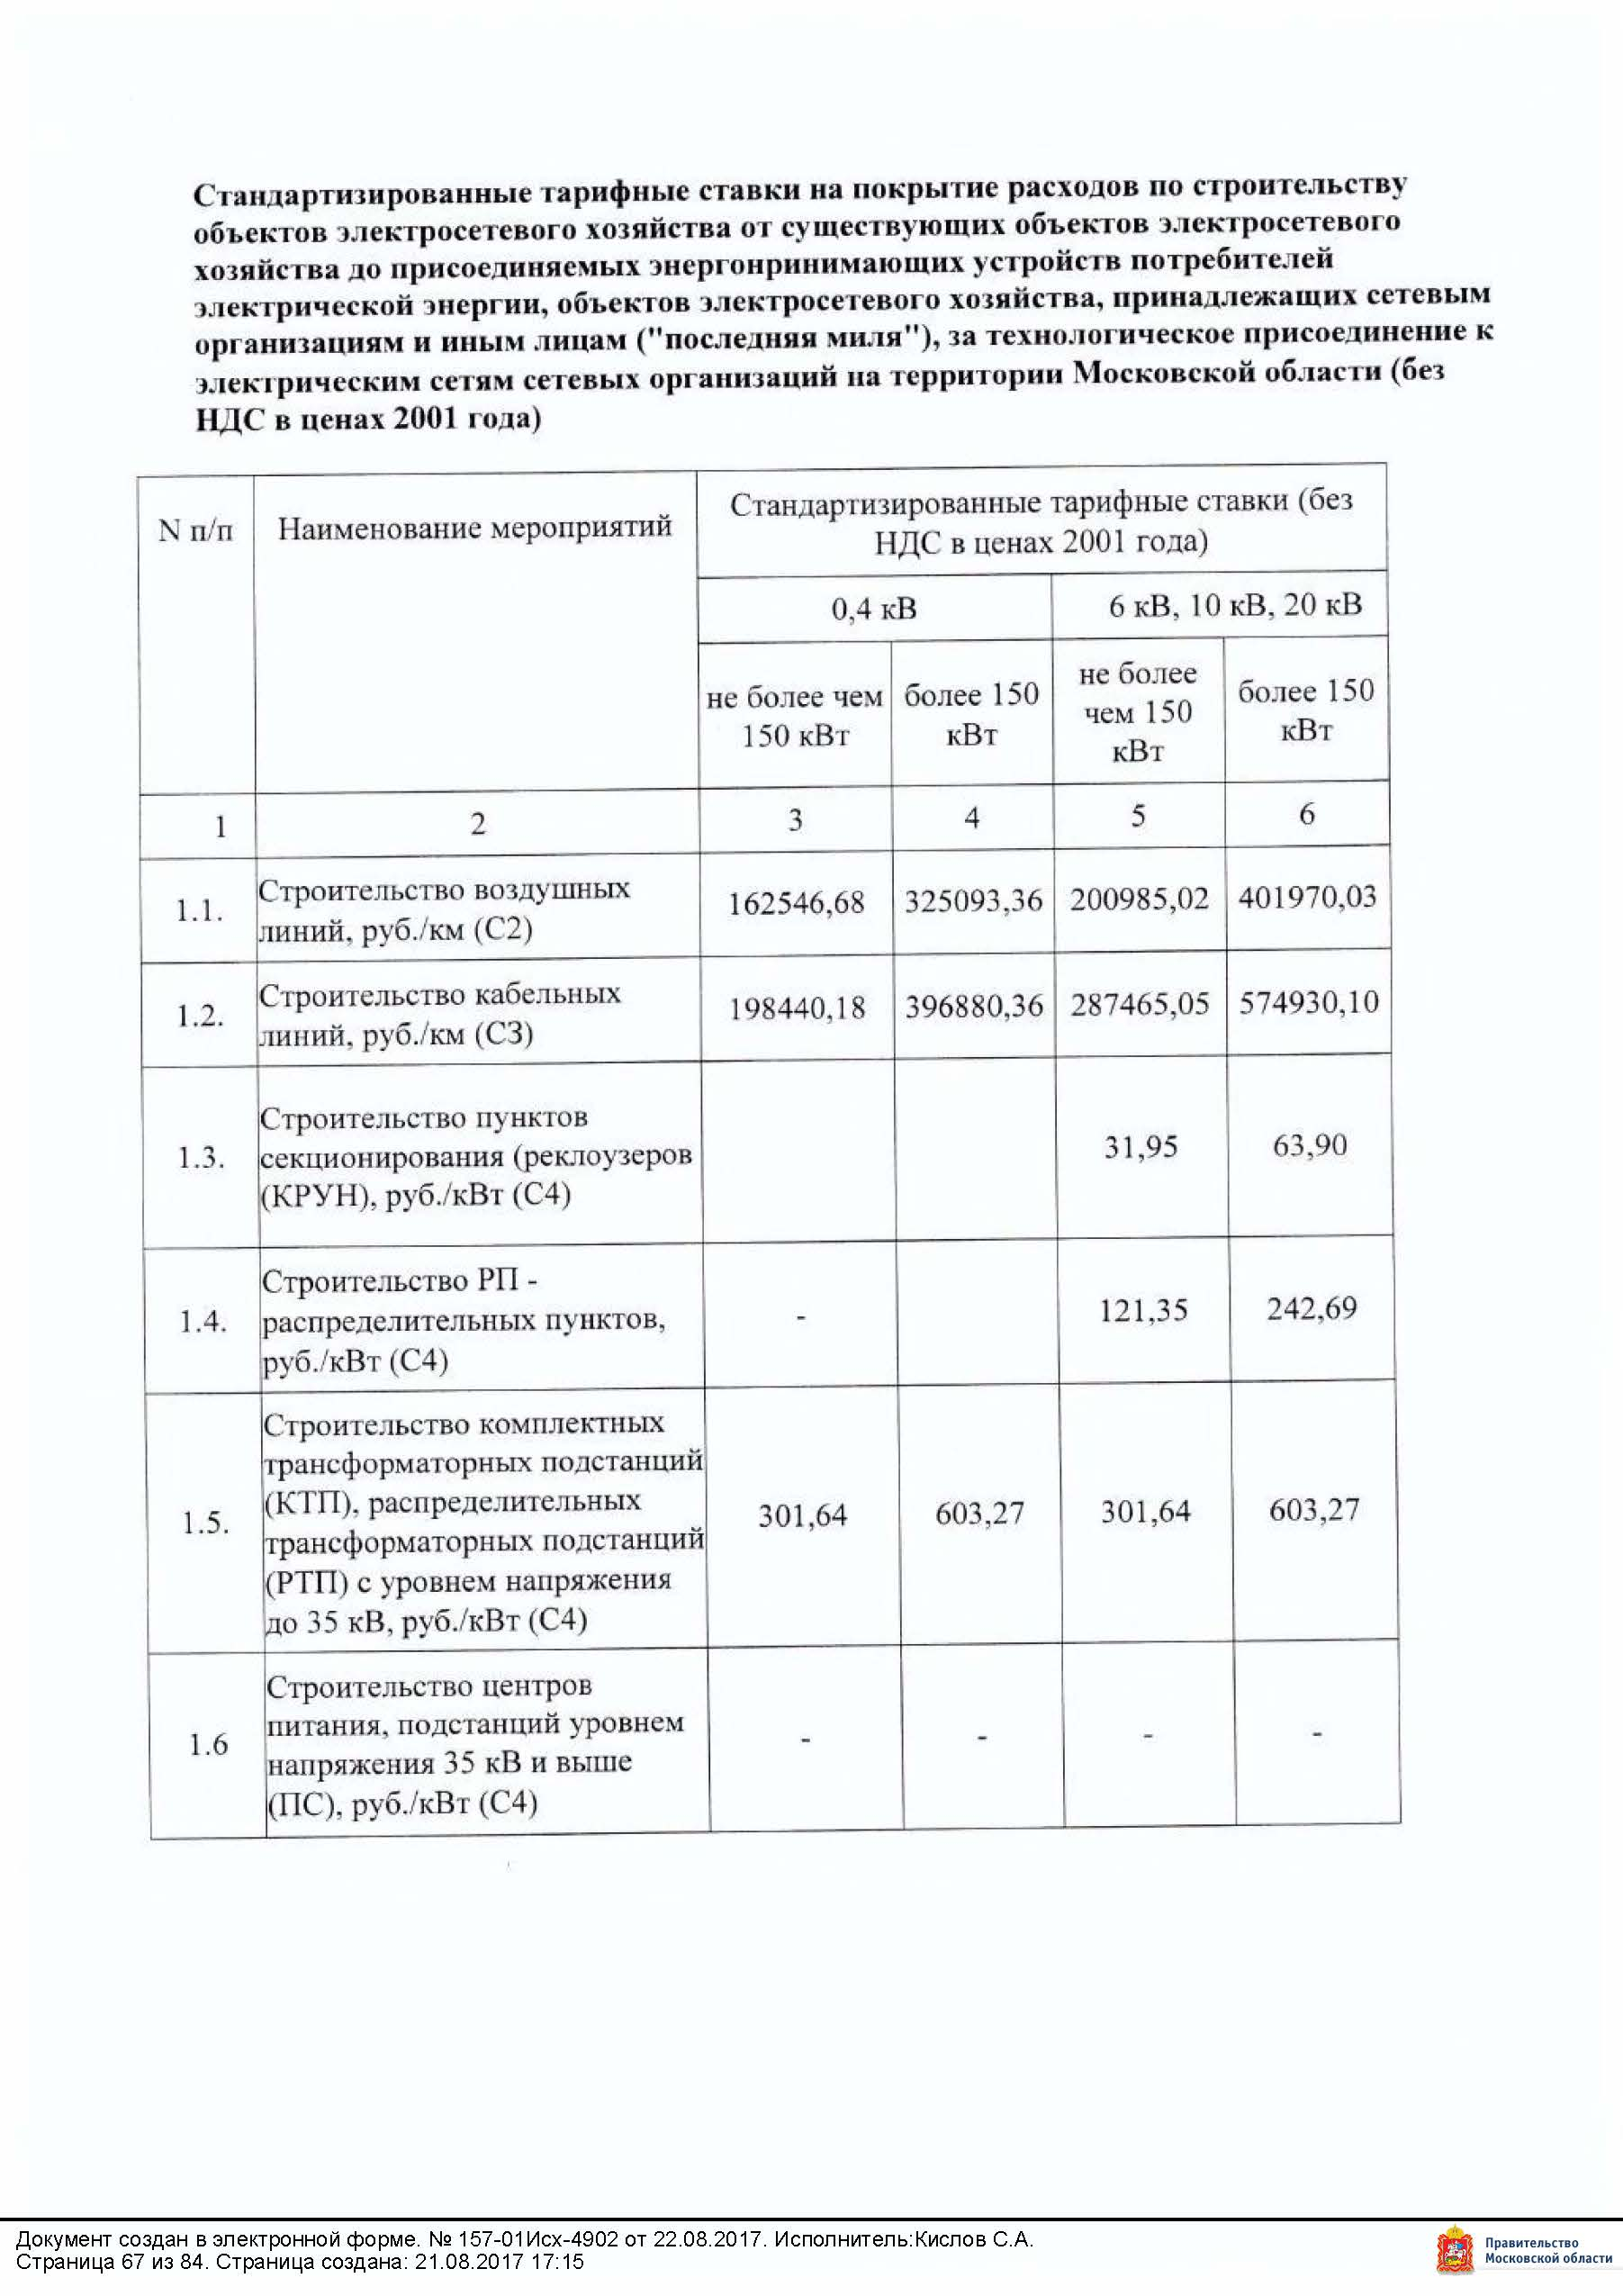 Стандартизированные тарифные ставки на покрытие расходов по строительству
объектов электросетевого хозяйства от существующих объектов электросетевого
хозяйства до присоединяемых энергопринимающих устройств потребителей
электрической энергии, объектов электросетевого хозяйства, принадлежащих сетевым
организациям и иным лицам ("последняя миля"), за технологическое присоединение к
электрическим сетям сетевых организаций на территории Московской области (без
НДС в ценах 2001 года)
N п/п
Наименование мероприятий
Стандартизированные тарифные ставки (без
НДС в ценах 2001 года)
0,4 кВ
6 кВ, 10 кВ, 20 кВ
не более чем
150 кВт
более 150
кВт
не более
чем 150
кВт
более 150
кВт
1 2 3 4 5 6
1.1.
Строительство воздушных
линий, руб./км (С2)
162546,68 325093,36 200985,02 401970,03
1.2.
Строительство кабельных
линий, руб./км (С3)
198440,18 396880,36 287465,05 574930,10
1.3.
Строительство пунктов
секционирования (реклоузеров
(КРУН), руб./кВт (С4)
31,95 63,90
1.4.
Строительство РП -
распределительных пунктов,
руб./кВт (С4)
- 121,35 242,69
1.5.
Строительство комплектных
трансформаторных подстанций
(КТП), распределительных
трансформаторных подстанций
(РТП) с уровнем напряжения
до 35 кВ, руб./кВт (С4)
301,64 603,27 301,64 603,27
1.6
Строительство центров
питания, подстанций уровнем
напряжения 35 кВ и выше
(ПС), руб./кВт (С4)
- - - -
Документ создан в электронной форме. № 157-01Исх-4902 от 22.08.2017. Исполнитель:Кислов С.А.
Страница 67 из 84. Страница создана: 21.08.2017 17:15
Правительство
Московской области